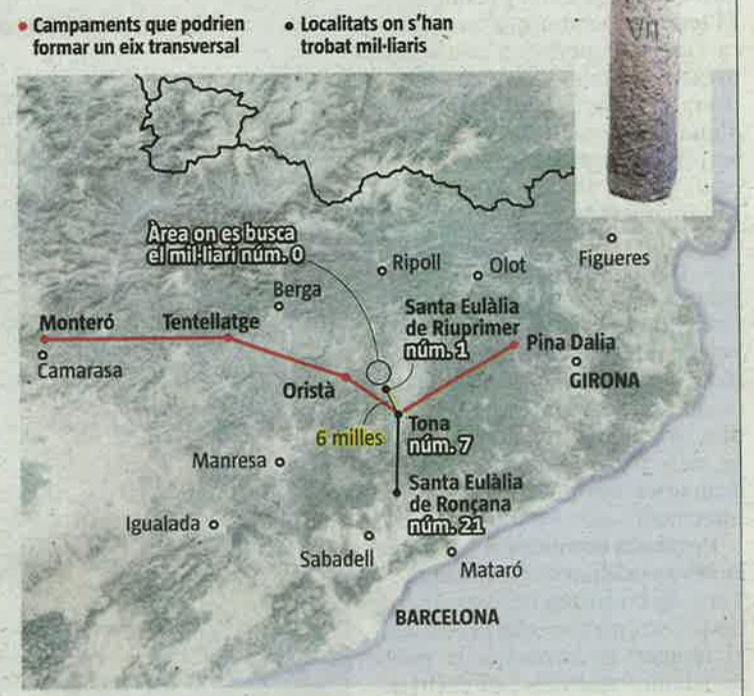 Campaments que podrien
formar un eix transversal
Localitats on s'han
trobat mil·liaris
VII
Àrea on es busca
el mil·liari núm. 0
Ripoll
Olot
Figueres
Berga
Santa Eulàlia
de Riuprimer
núm. 1
Monteró
Tentellatge
Pina Dalia
Camarasa
GIRONA
Oristà
6 milles
Tona
núm. 7
Manresa
Santa Eulàlia
de Ronçana
núm. 21
Igualada
Sabadell
Mataró
BARCELONA